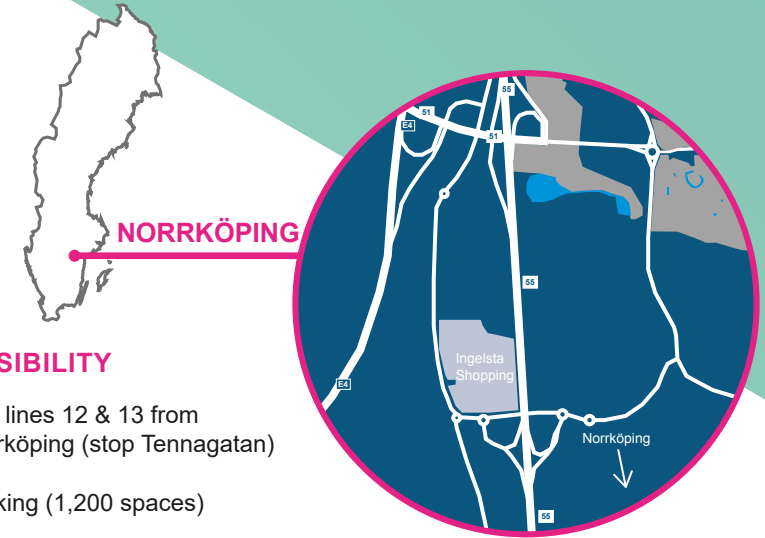 NORRKÖPING
SIBILITY
lines 12 & 13 from
rköping (stop Tennagatan)
king (1,200 spaces)
55
51
E4
51
55
E4
Ingelsta
Shopping
Norrköping
55